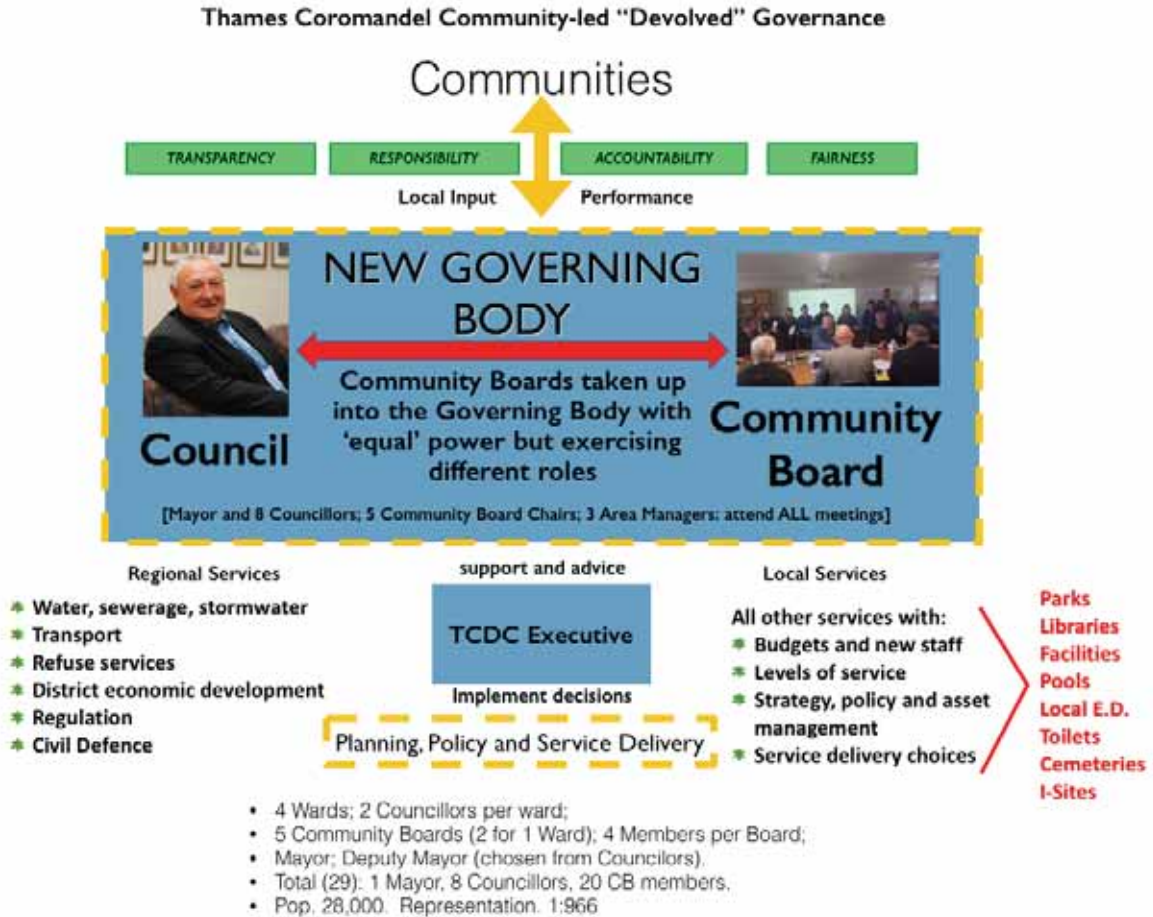 Thames Coromandel Community-led “Devolved” Governance
Communities
TRANSPARENCY
RESPONSIBILITY
ACCOUNTABILITY
FAIRNESS
Local Input
Performance
NEW GOVERNING
BODY
Community Boards taken up
into the Governing Body with
‘equal’ power but exercising
different roles
Council
Community
Board
[Mayor and 8 Councillors; 5 Community Board Chairs; 3 Area Managers; attend ALL meetings]
Regional Services
Water, sewerage, stormwater
Transport
Refuse services
District economic development
Regulation
Civil Defence
support and advice
TCDC Executive
Implement decisions
Planning, Policy and Service Delivery
Local Services
All other services with:
Budgets and new staff
Levels of service
Strategy, policy and asset
management
Service delivery choices
Parks
Libraries
Facilities
Pools
Local E.D.
Toilets
Cemeteries
I-Sites
• 4 Wards; 2 Councillors per ward;
• 5 Community Boards (2 for 1 Ward); 4 Members per Board;
• Mayor; Deputy Mayor (chosen from Councilors).
• Total (29): 1 Mayor, 8 Councillors, 20 CB members.
• Pop. 28,000. Representation. 1:966